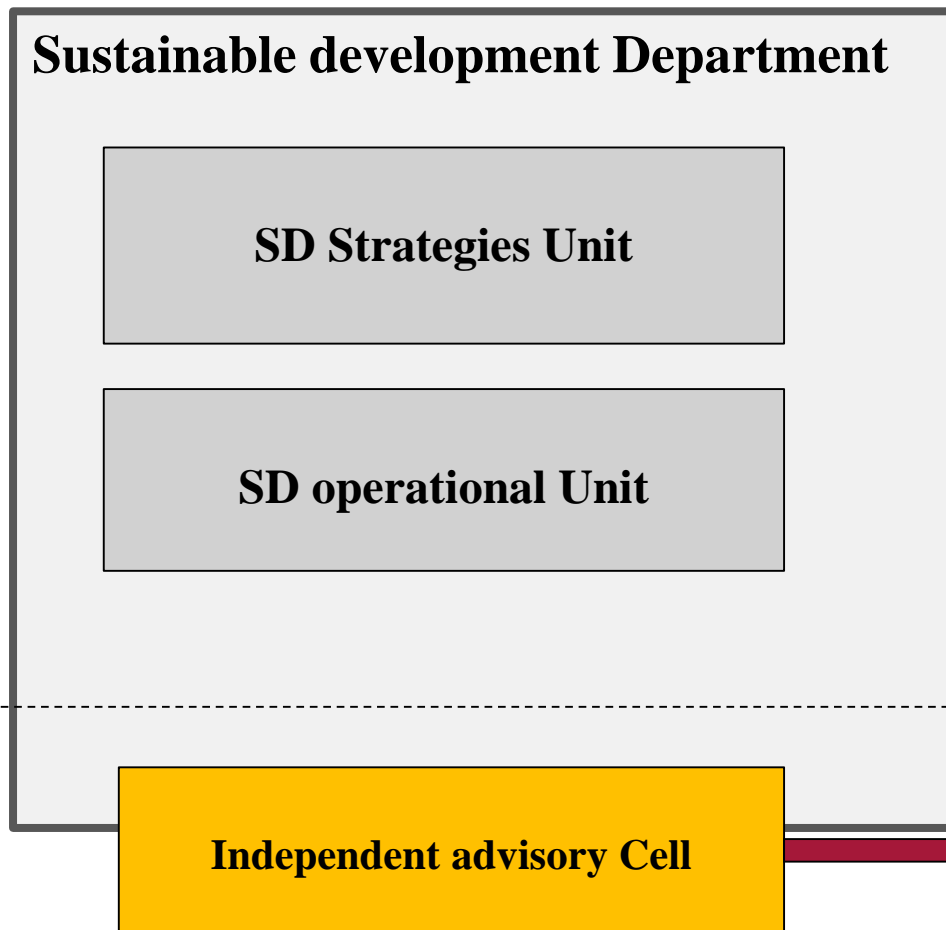 Sustainable development Department
SD Strategies Unit
SD operational Unit
Independent advisory Cell